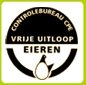 CONTROLEBUREAU CPE
VRIJE UITLOOP
EIEREN